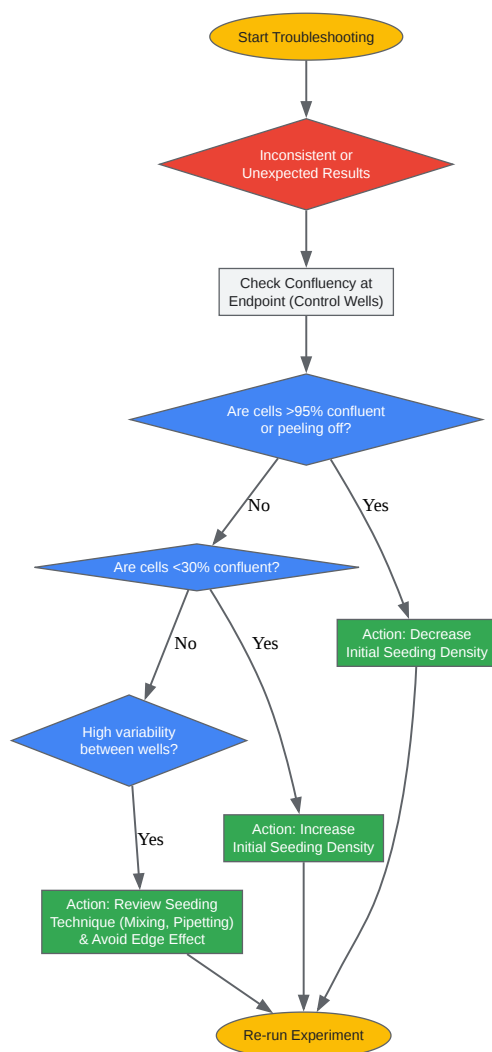 Start Troubleshooting
Inconsistent or
Unexpected Results
Check Confluency at
Endpoint (Control Wells)
Are cells >95% confluent
or peeling off?
No
Yes
Are cells <30% confluent?
No
Yes
Action: Decrease
Initial Seeding Density
High variability
between wells?
Yes
Action: Increase
Initial Seeding Density
Action: Review Seeding
Technique (Mixing, Pipetting)
& Avoid Edge Effect
Re-run Experiment